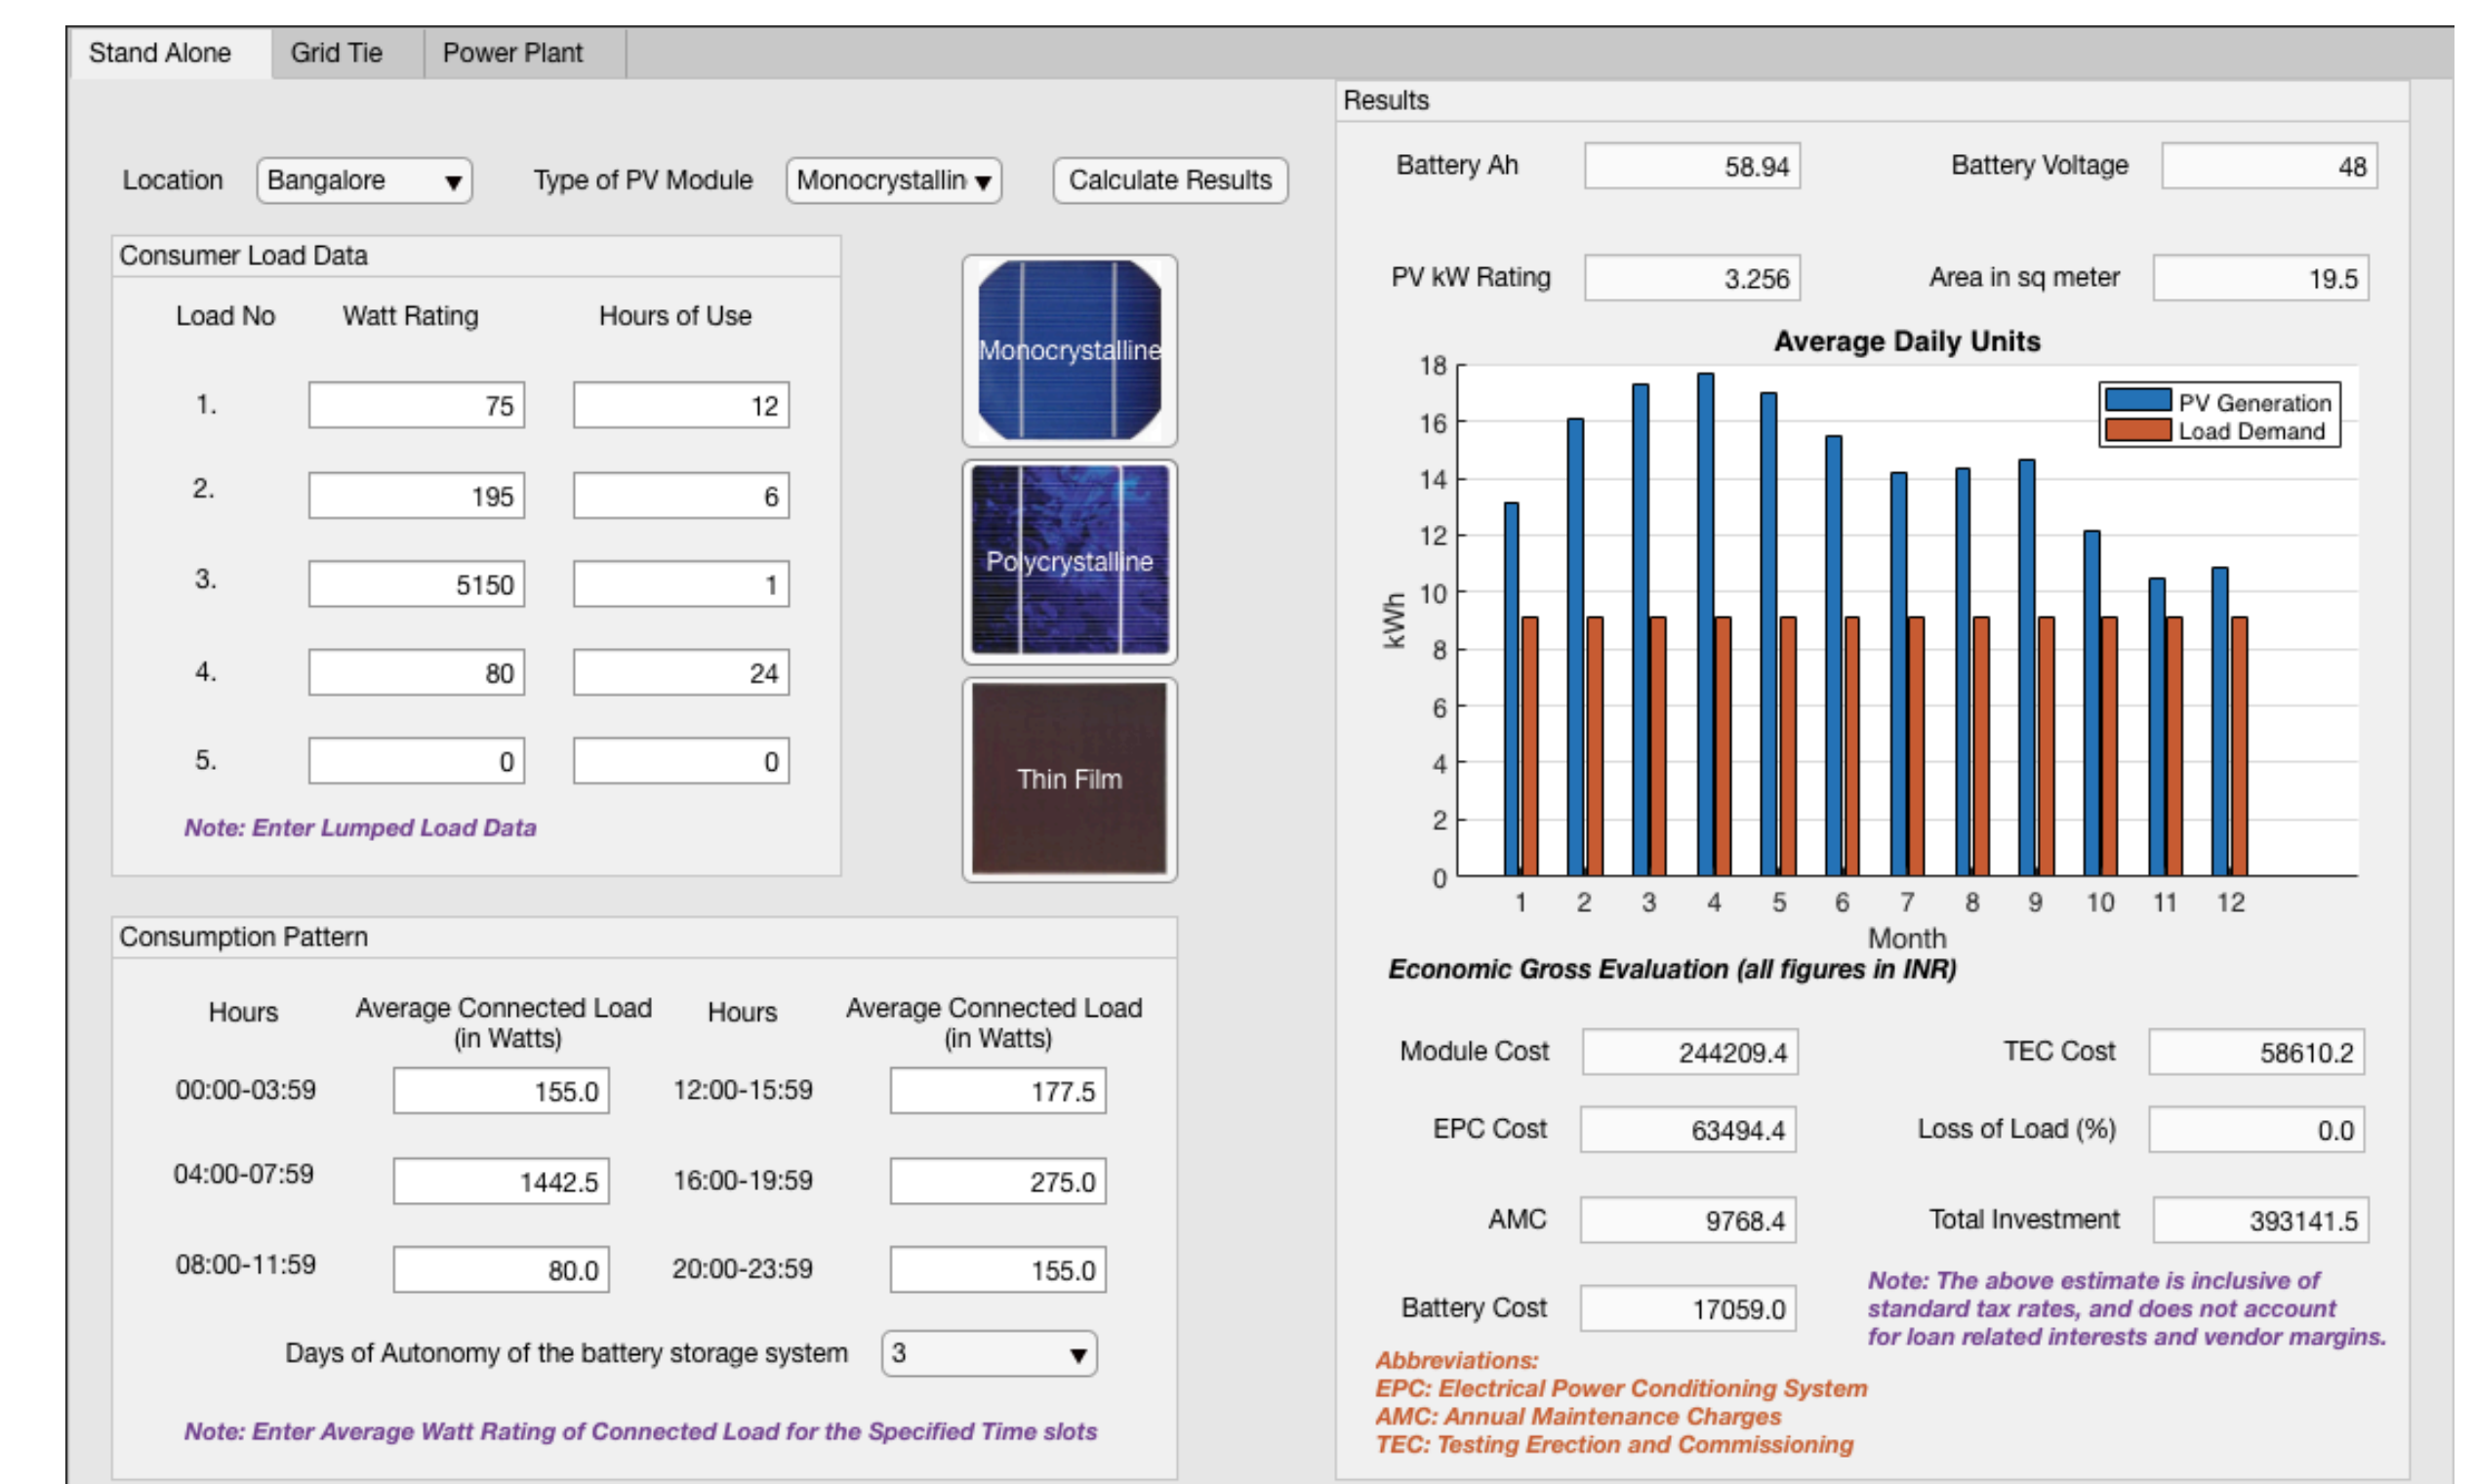 Stand Alone
Grid Tie
Power Plant
Location
Bangalore
Type of PV Module
Monocrystallin
Calculate Results
Consumer Load Data
Load No
Watt Rating
Hours of Use
1.
75
12
2.
195
6
3.
5150
1
4.
80
24
5.
0
0
Note: Enter Lumped Load Data
Monocrystalline
Polycrystalline
Thin Film
Consumption Pattern
Hours
Average Connected Load
(in Watts)
Hours
Average Connected Load
(in Watts)
00:00-03:59
155.0
12:00-15:59
177.5
04:00-07:59
1442.5
16:00-19:59
275.0
08:00-11:59
80.0
20:00-23:59
155.0
Days of Autonomy of the battery storage system
3
Note: Enter Average Watt Rating of Connected Load for the Specified Time slots
Results
Battery Ah
58.94
Battery Voltage
48
PV kW Rating
3.256
Area in sq meter
19.5
Average Daily Units
PV Generation
Load Demand
kWh
18
16
14
12
10
8
6
4
2
0
1 2 3 4 5 6 7 8 9 10 11 12
Month
Economic Gross Evaluation (all figures in INR)
Module Cost
244209.4
TEC Cost
58610.2
EPC Cost
63494.4
Loss of Load (%)
0.0
AMC
9768.4
Total Investment
393141.5
Battery Cost
17059.0
Note: The above estimate is inclusive of
standard tax rates, and does not account
for loan related interests and vendor margins.
Abbreviations:
EPC: Electrical Power Conditioning System
AMC: Annual Maintenance Charges
TEC: Testing Erection and Commissioning